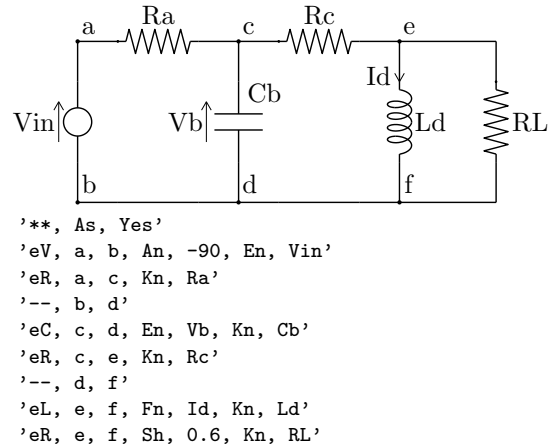 a Ra c Rc e
Id
Cb
Vin Vb Ld RL
b d f
'**, As, Yes'
'eV, a, b, An, -90, En, Vin'
'eR, a, c, Kn, Ra'
'--, b, d'
'eC, c, d, En, Vb, Kn, Cb'
'eR, c, e, Kn, Rc'
'--, d, f'
'eL, e, f, Fn, Id, Kn, Ld'
'eR, e, f, Sh, 0.6, Kn, RL'